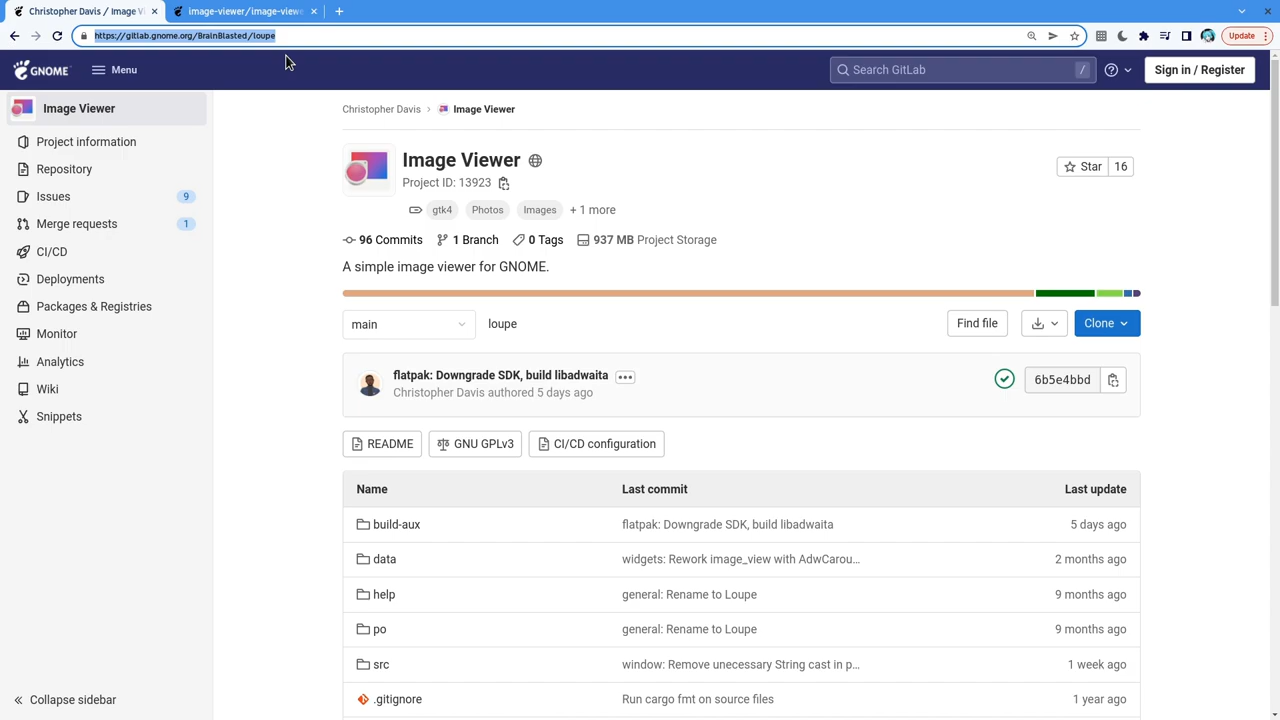 Christopher Davis / Image Vi
image-viewer/image-viewe
https://gitlab.gnome.org/BrainBlasted/loupe
Update
GNOME
Menu
Search GitLab
/
Sign in / Register
Image Viewer
Project information
Repository
Issues
9
Merge requests
1
CI/CD
Deployments
Packages & Registries
Monitor
Analytics
Wiki
Snippets
Collapse sidebar
Christopher Davis › Image Viewer
Image Viewer
Project ID: 13923
Star 16
gtk4 Photos Images + 1 more
96 Commits 1 Branch 0 Tags 937 MB Project Storage
A simple image viewer for GNOME.
main
loupe
Find file
Clone
flatpak: Downgrade SDK, build libadwaita
Christopher Davis authored 5 days ago
6b5e4bbd
README GNU GPLv3 CI/CD configuration
Name Last commit Last update
build-aux flatpak: Downgrade SDK, build libadwaita 5 days ago
data widgets: Rework image_view with AdwCarou… 2 months ago
help general: Rename to Loupe 9 months ago
po general: Rename to Loupe 9 months ago
src window: Remove unecessary String cast in p… 1 week ago
.gitignore Run cargo fmt on source files 1 year ago